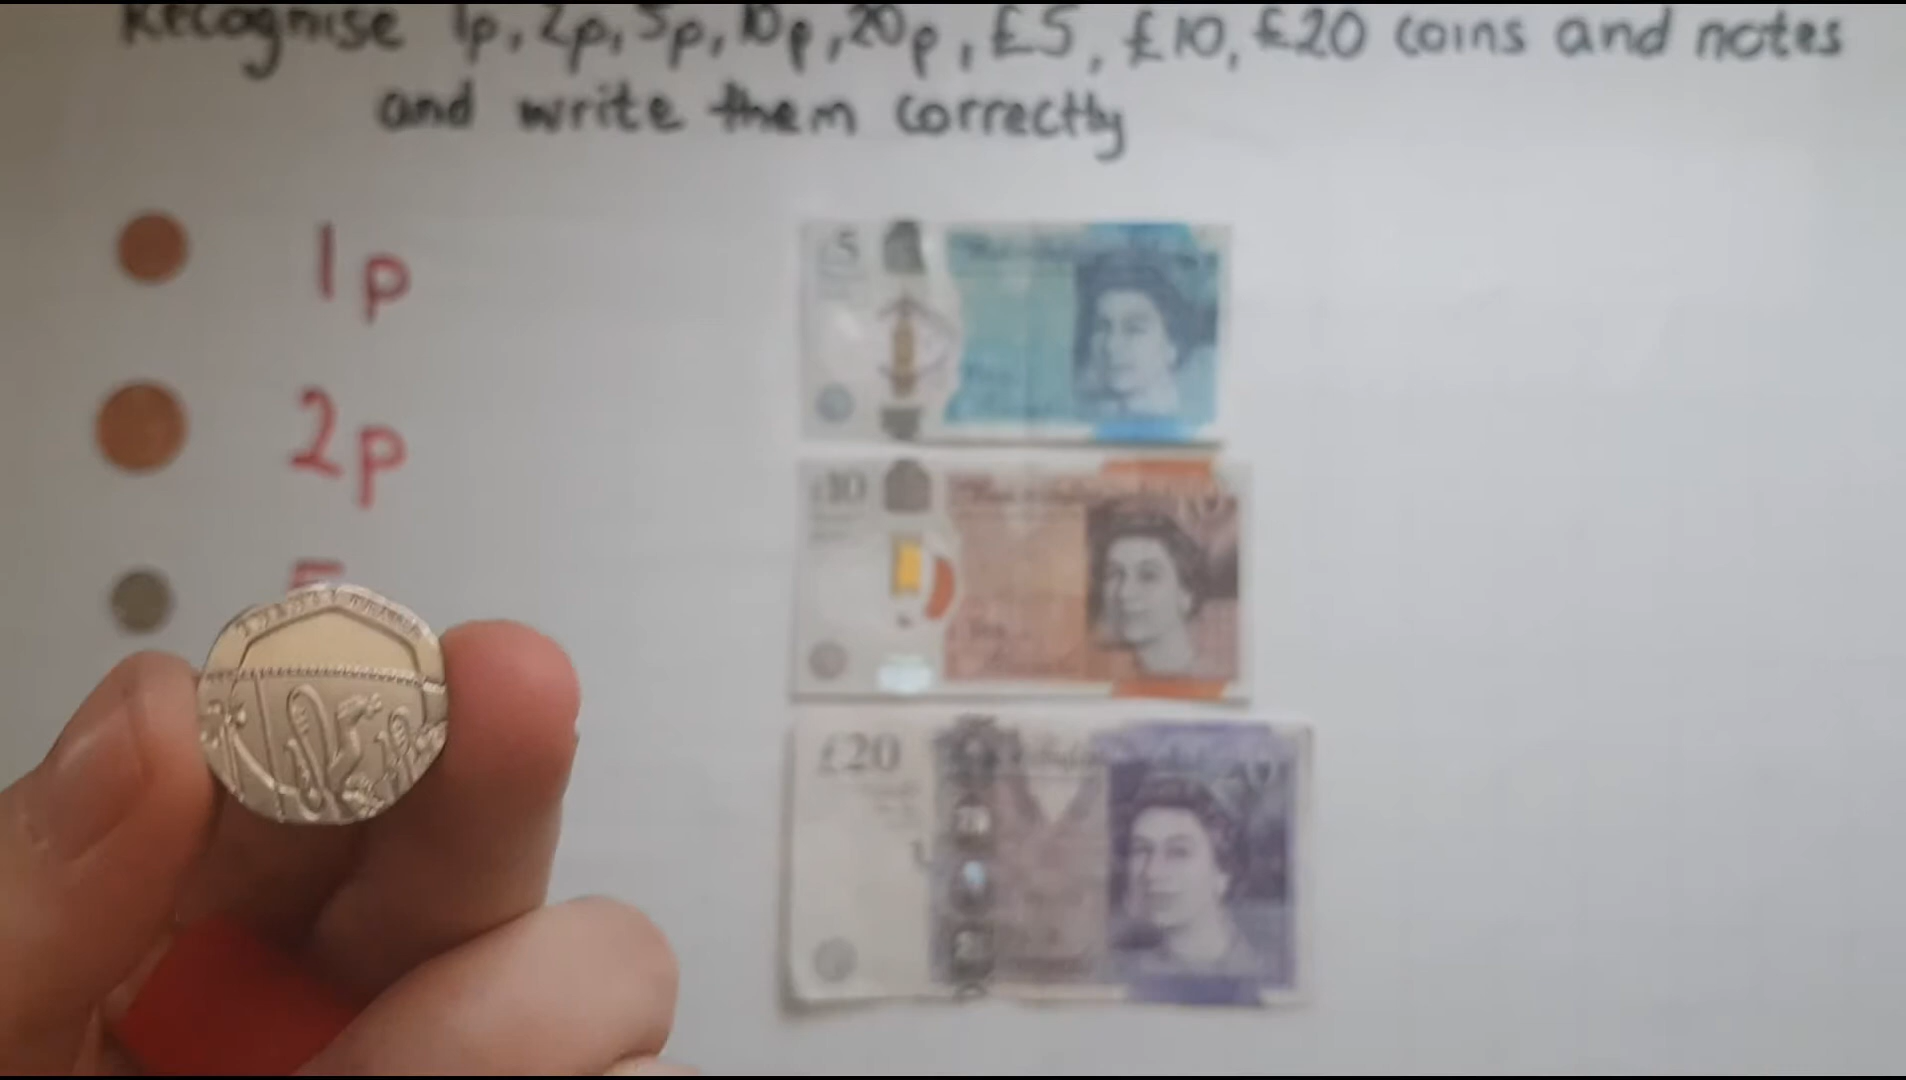 Recognise 1p, 2p, 5p, 10p, 20p, £5, £10, £20 coins and notes
and write them correctly
1p
2p
£5
£10
£20